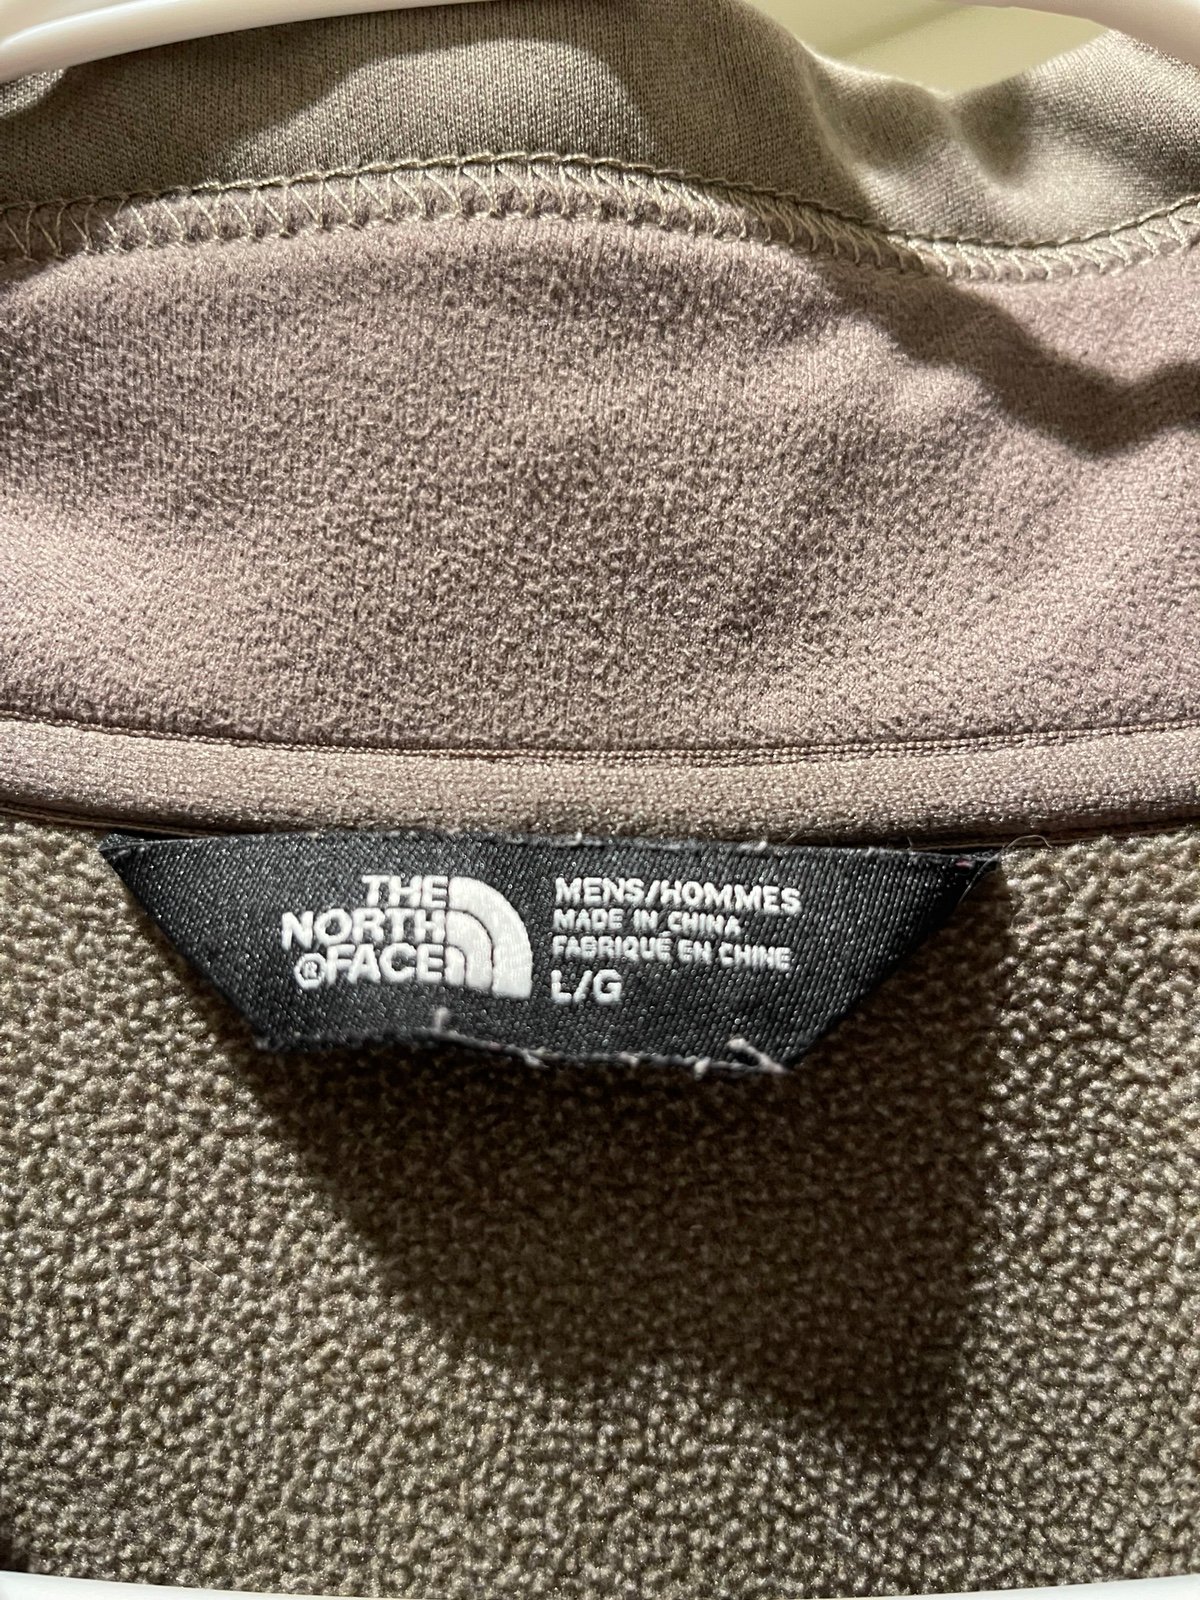 THE
NORTH
®FACE
MENS/HOMMES
MADE IN CHINA
FABRIQUÉ EN CHINE
L/G